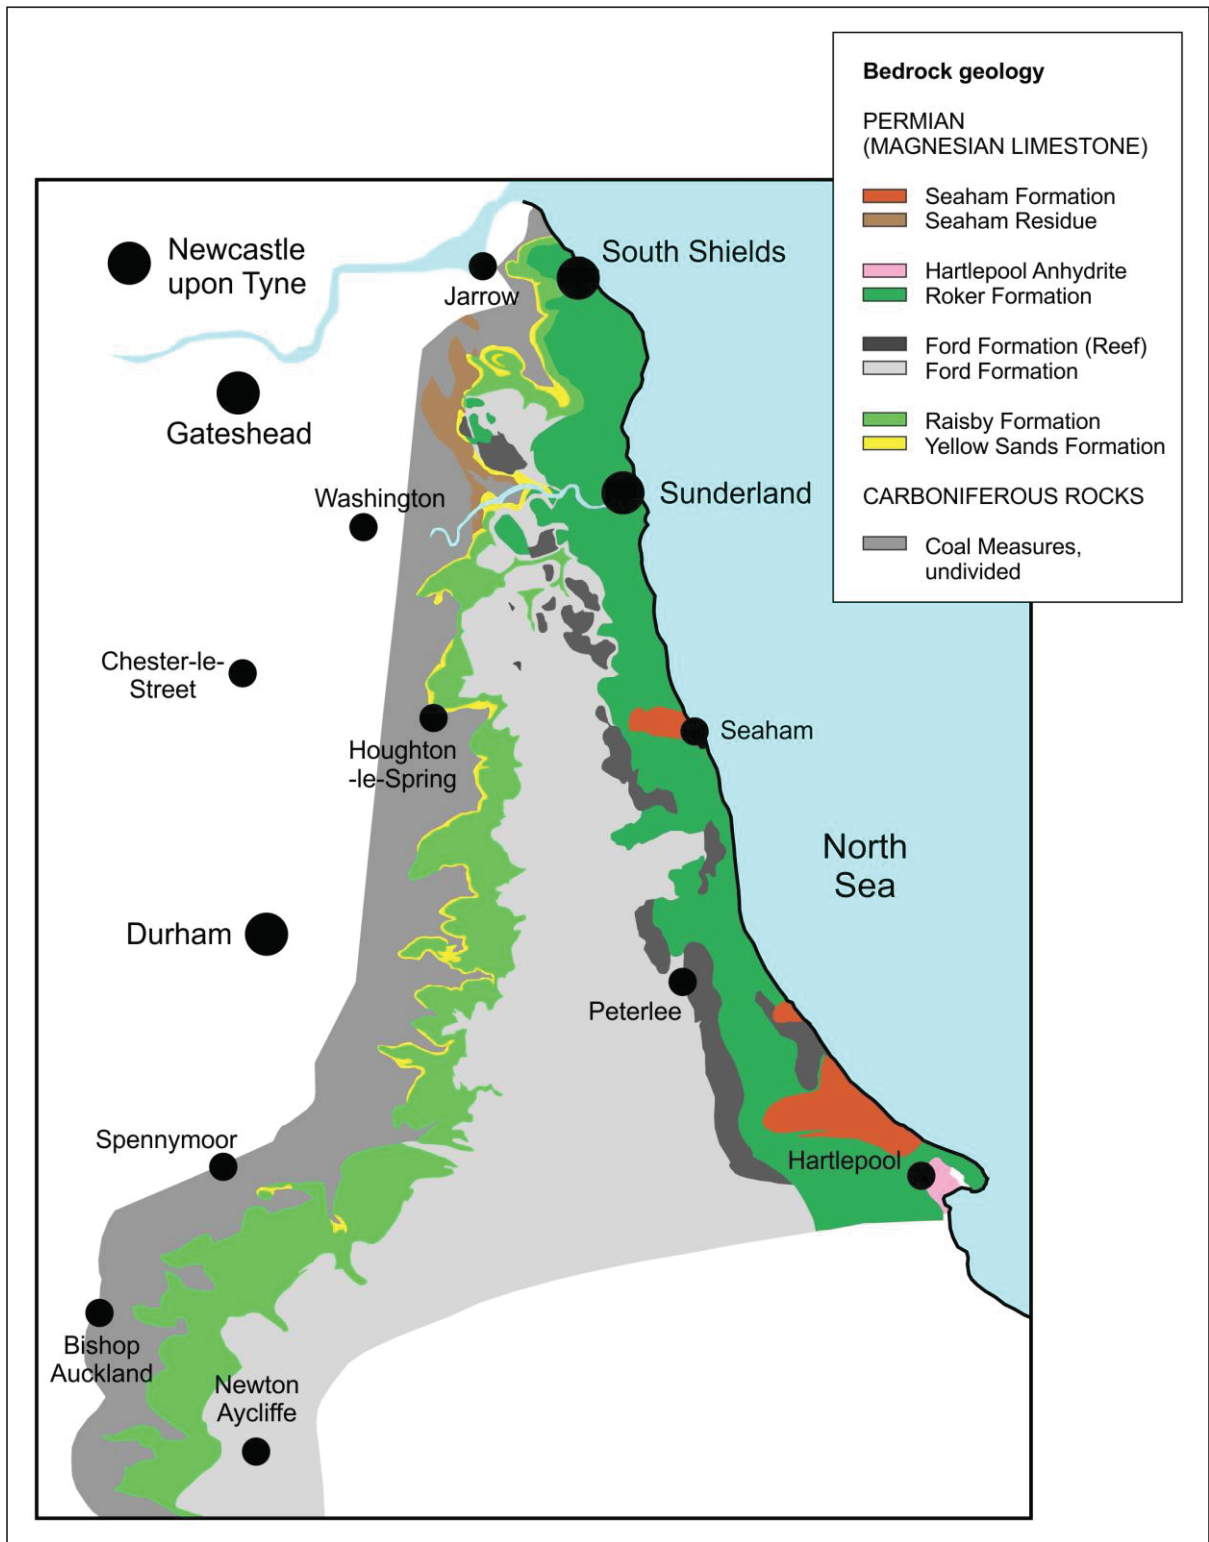 Bedrock geology
PERMIAN
(MAGNESIAN LIMESTONE)
Seaham Formation
Seaham Residue
Hartlepool Anhydrite
Roker Formation
Ford Formation (Reef)
Ford Formation
Raisby Formation
Yellow Sands Formation
CARBONIFEROUS ROCKS
Coal Measures,
undivided
Newcastle
upon Tyne
South Shields
Jarrow
Gateshead
Washington
Sunderland
Chester-le-
Street
Houghton
-le-Spring
Seaham
North
Sea
Durham
Peterlee
Spennymoor
Hartlepool
Bishop
Auckland
Newton
Aycliffe